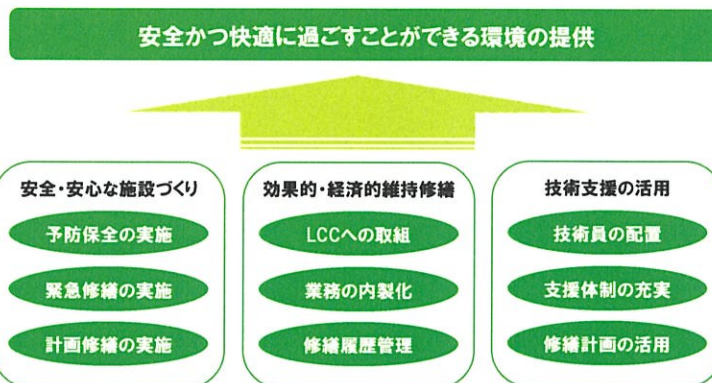 安全かつ快適に過ごすことができる環境の提供
安全・安心な施設づくり
予防保全の実施
緊急修繕の実施
計画修繕の実施
効果的・経済的維持修繕
LCCへの取組
業務の内製化
修繕履歴管理
技術支援の活用
技術員の配置
支援体制の充実
修繕計画の活用